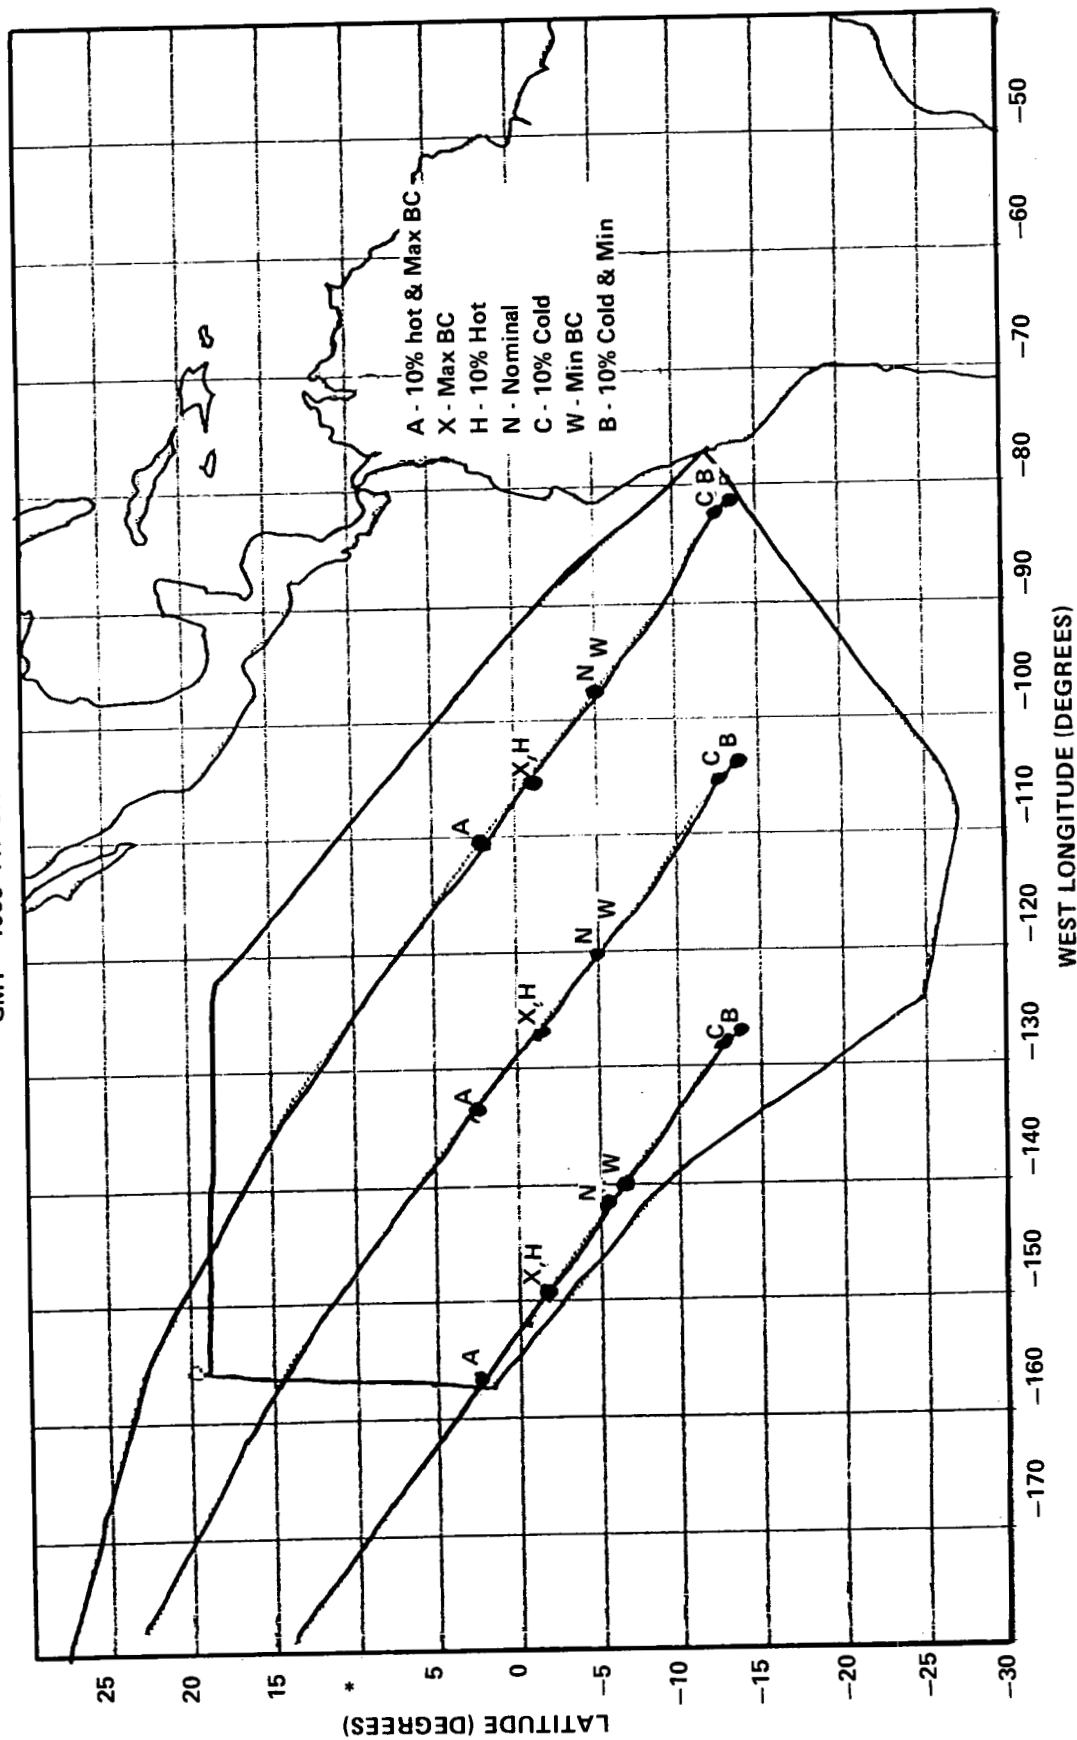 A - 10% hot & Max BC
X - Max BC
H - 10% Hot
N - Nominal
C - 10% Cold
W - Min BC
B - 10% Cold & Min
A
X,H
N W
C B
A
X,H
N W
C B
A
X,H
N W
C B
25
20
15
*
5
0
-5
-10
-15
-20
-25
-30
LATITUDE (DEGREES)
-170
-160
-150
-140
-130
-120
-110
-100
-90
-80
-70
-60
-50
WEST LONGITUDE (DEGREES)